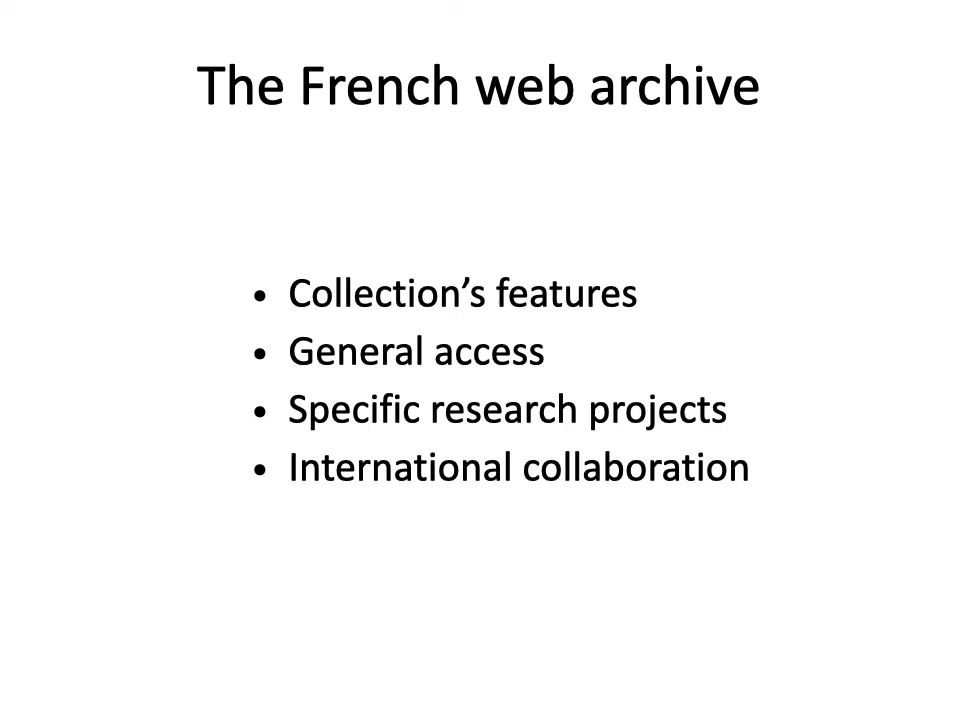 The French web archive
• Collection’s features
• General access
• Specific research projects
• International collaboration